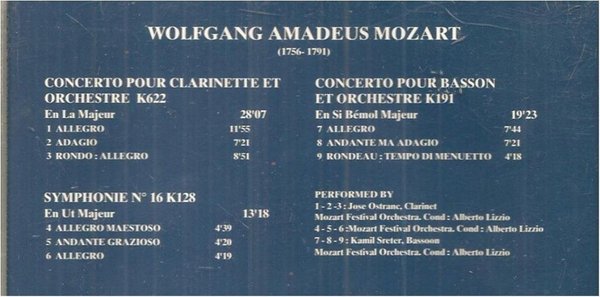 WOLFGANG AMADEUS MOZART
(1756- 1791)
CONCERTO POUR CLARINETTE ET
ORCHESTRE K622
En La Majeur 28'07
1 ALLEGRO 11'55
2 ADAGIO 7'21
3 RONDO : ALLEGRO 8'51
SYMPHONIE N° 16 K128
En Ut Majeur 13'18
4 ALLEGRO MAESTOSO 4'39
5 ANDANTE GRAZIOSO 4'20
6 ALLEGRO 4'19
CONCERTO POUR BASSON
ET ORCHESTRE K191
En Si Bémol Majeur 19'23
7 ALLEGRO 7'44
8 ANDANTE MA ADAGIO 7'21
9 RONDEAU : TEMPO DI MENUETTO 4'18
PERFORMED BY
1 - 2 - 3 : Jose Ostranc, Clarinet
Mozart Festival Orchestra. Cond : Alberto Lizzio
4 - 5 - 6 :Mozart Festival Orchestra. Cond : Alberto Lizzio
7 - 8 - 9 : Kamil Sreter, Bassoon
Mozart Festival Orchestra. Cond : Alberto Lizzio